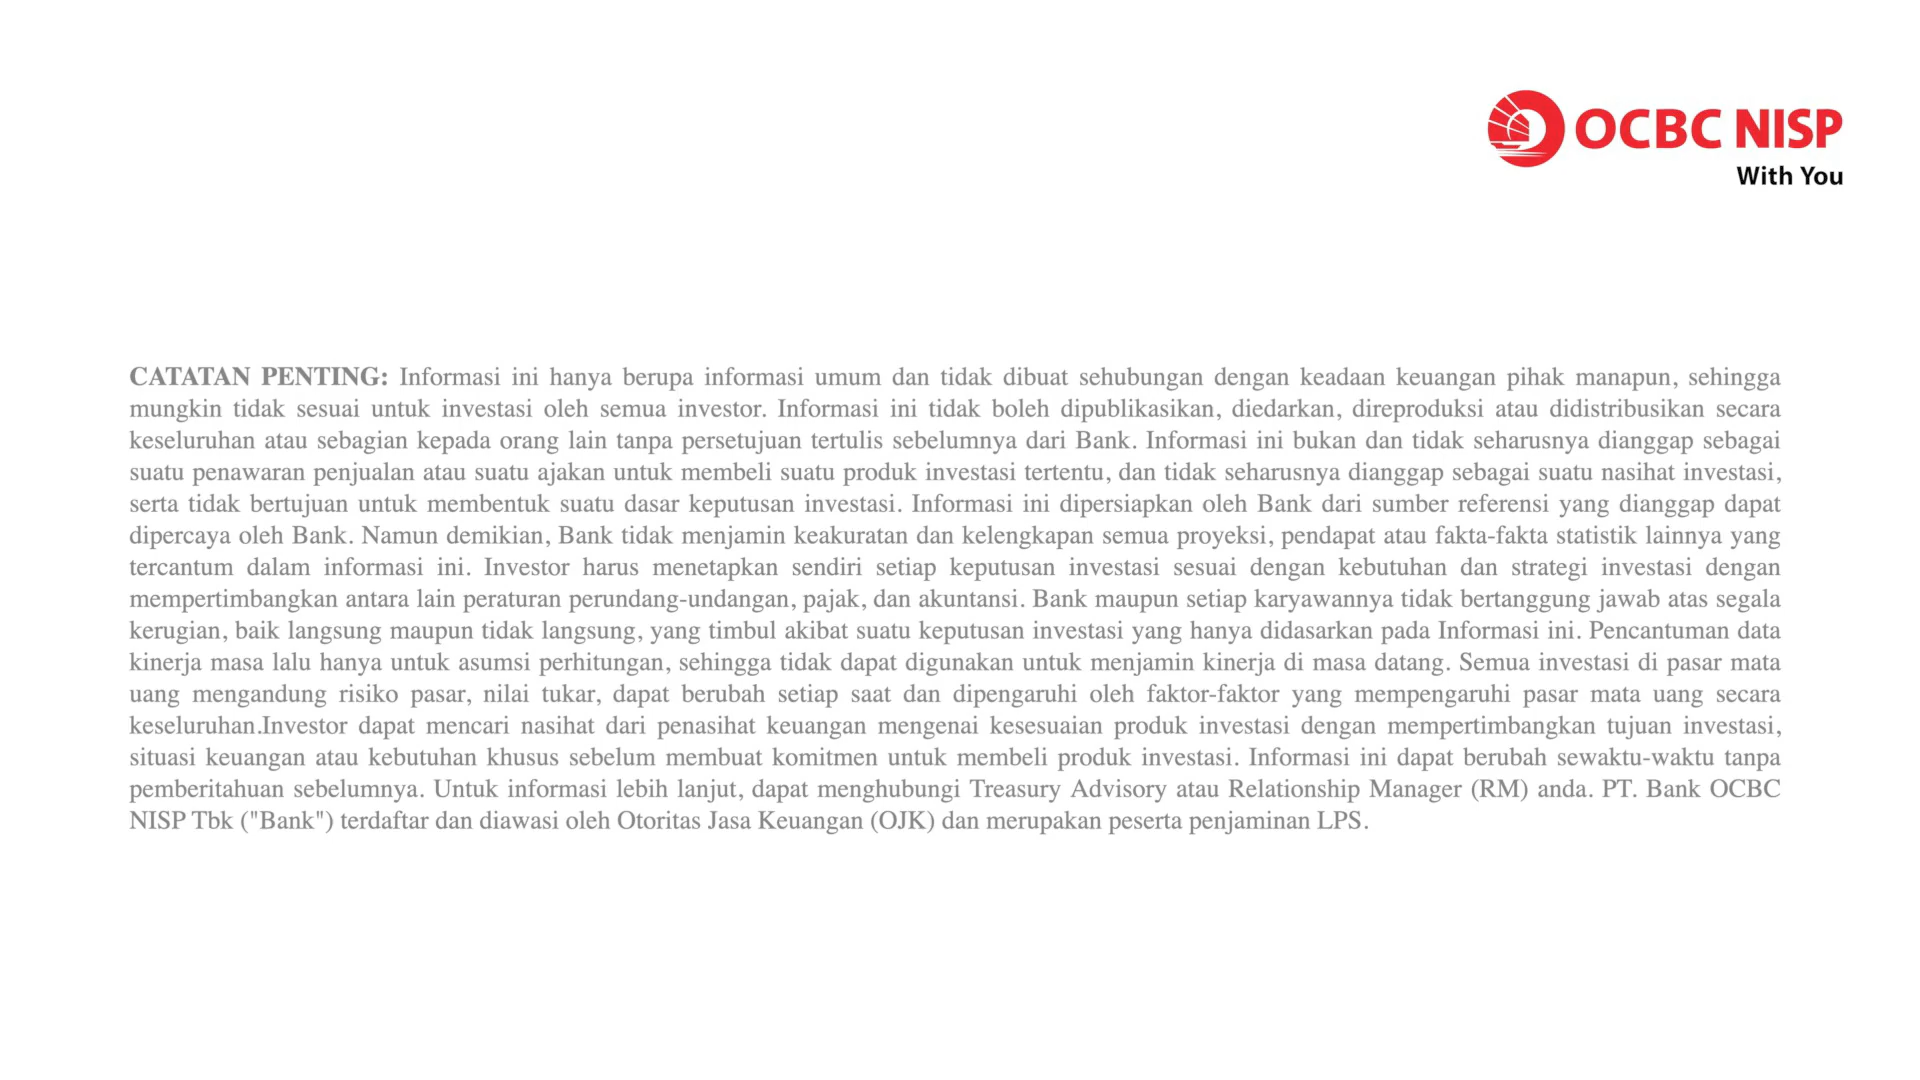 OCBC NISP
With You
CATATAN PENTING: Informasi ini hanya berupa informasi umum dan tidak dibuat sehubungan dengan keadaan keuangan pihak manapun, sehingga
mungkin tidak sesuai untuk investasi oleh semua investor. Informasi ini tidak boleh dipublikasikan, diedarkan, direproduksi atau didistribusikan secara
keseluruhan atau sebagian kepada orang lain tanpa persetujuan tertulis sebelumnya dari Bank. Informasi ini bukan dan tidak seharusnya dianggap sebagai
suatu penawaran penjualan atau suatu ajakan untuk membeli suatu produk investasi tertentu, dan tidak seharusnya dianggap sebagai suatu nasihat investasi,
serta tidak bertujuan untuk membentuk suatu dasar keputusan investasi. Informasi ini dipersiapkan oleh Bank dari sumber referensi yang dianggap dapat
dipercaya oleh Bank. Namun demikian, Bank tidak menjamin keakuratan dan kelengkapan semua proyeksi, pendapat atau fakta-fakta statistik lainnya yang
tercantum dalam informasi ini. Investor harus menetapkan sendiri setiap keputusan investasi sesuai dengan kebutuhan dan strategi investasi dengan
mempertimbangkan antara lain peraturan perundang-undangan, pajak, dan akuntansi. Bank maupun setiap karyawannya tidak bertanggung jawab atas segala
kerugian, baik langsung maupun tidak langsung, yang timbul akibat suatu keputusan investasi yang hanya didasarkan pada Informasi ini. Pencantuman data
kinerja masa lalu hanya untuk asumsi perhitungan, sehingga tidak dapat digunakan untuk menjamin kinerja di masa datang. Semua investasi di pasar mata
uang mengandung risiko pasar, nilai tukar, dapat berubah setiap saat dan dipengaruhi oleh faktor-faktor yang mempengaruhi pasar mata uang secara
keseluruhan.Investor dapat mencari nasihat dari penasihat keuangan mengenai kesesuaian produk investasi dengan mempertimbangkan tujuan investasi,
situasi keuangan atau kebutuhan khusus sebelum membuat komitmen untuk membeli produk investasi. Informasi ini dapat berubah sewaktu-waktu tanpa
pemberitahuan sebelumnya. Untuk informasi lebih lanjut, dapat menghubungi Treasury Advisory atau Relationship Manager (RM) anda. PT. Bank OCBC
NISP Tbk ("Bank") terdaftar dan diawasi oleh Otoritas Jasa Keuangan (OJK) dan merupakan peserta penjaminan LPS.